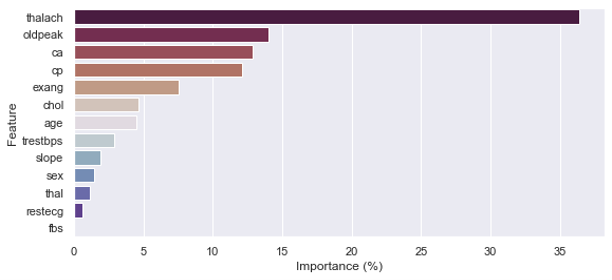 thalach
oldpeak
ca
cp
exang
chol
age
trestbps
slope
sex
thal
restecg
fbs
Feature
0 5 10 15 20 25 30 35
Importance (%)